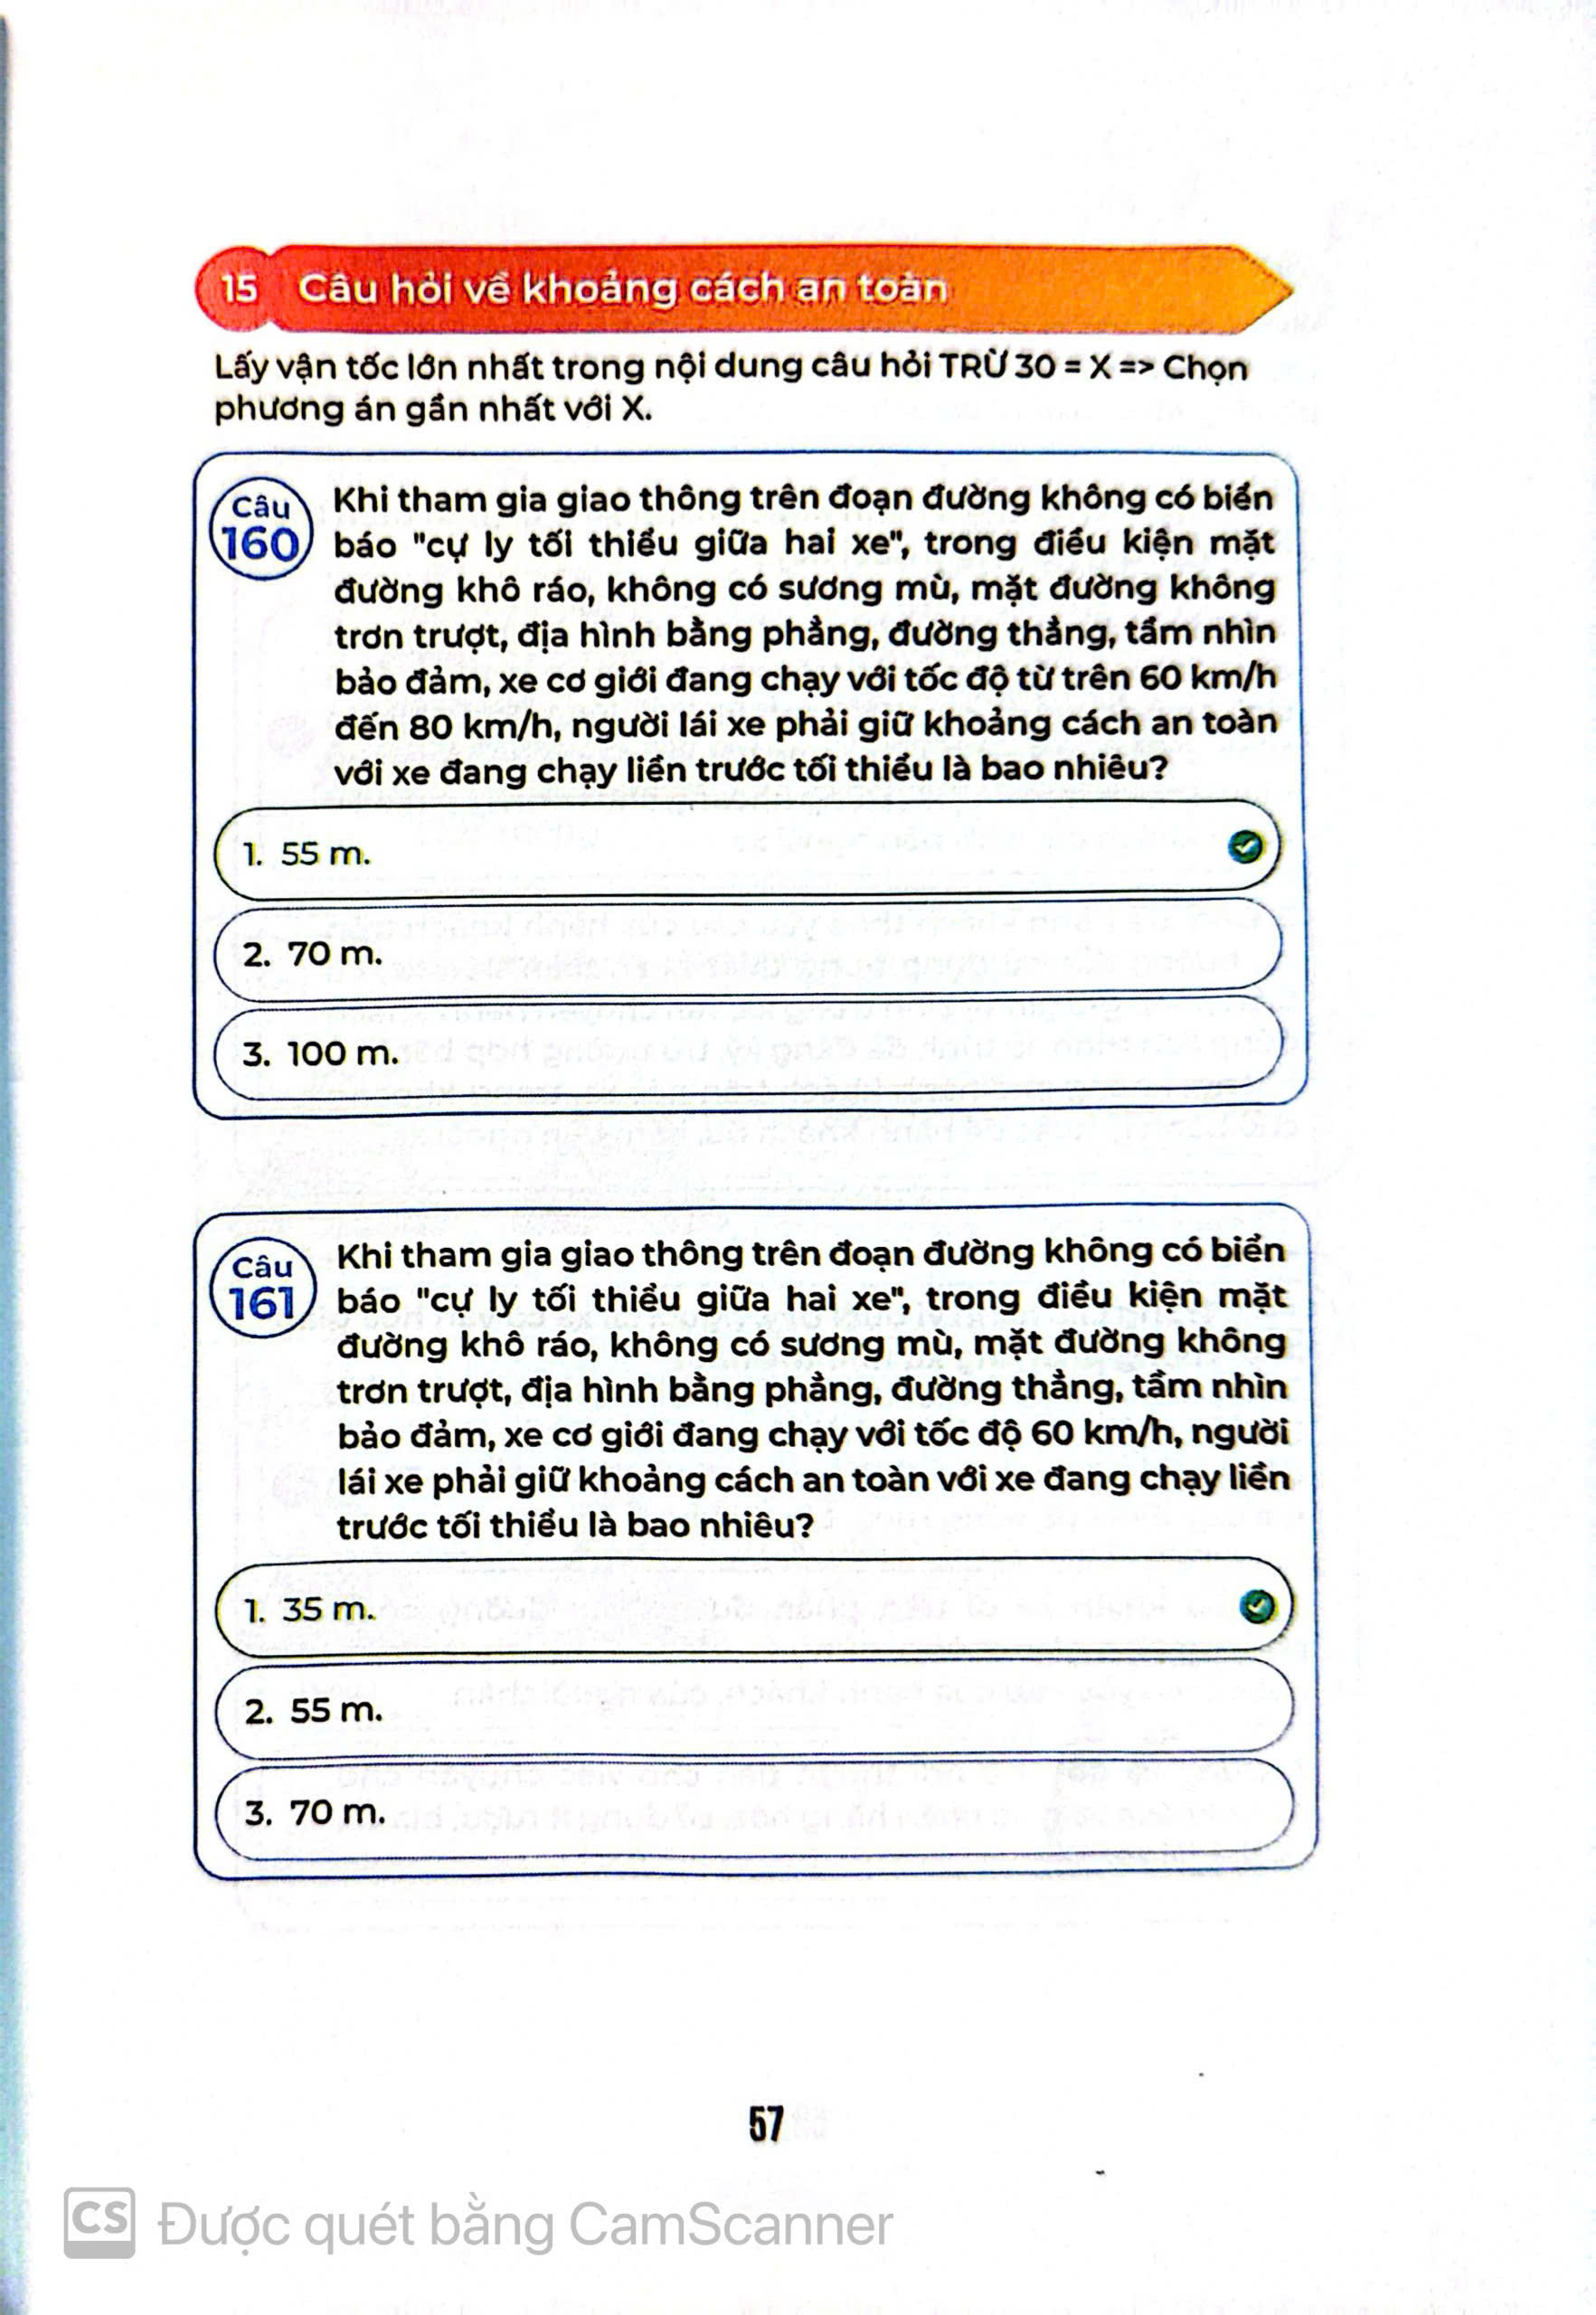 15 Câu hỏi về khoảng cách an toàn
Lấy vận tốc lớn nhất trong nội dung câu hỏi TRỪ 30 = X => Chọn
phương án gần nhất với X.
Câu
160
Khi tham gia giao thông trên đoạn đường không có biển
báo "cự ly tối thiểu giữa hai xe", trong điều kiện mặt
đường khô ráo, không có sương mù, mặt đường không
trơn trượt, địa hình bằng phẳng, đường thẳng, tầm nhìn
bảo đảm, xe cơ giới đang chạy với tốc độ từ trên 60 km/h
đến 80 km/h, người lái xe phải giữ khoảng cách an toàn
với xe đang chạy liền trước tối thiểu là bao nhiêu?
1. 55 m.
2. 70 m.
3. 100 m.
Câu
161
Khi tham gia giao thông trên đoạn đường không có biển
báo "cự ly tối thiểu giữa hai xe", trong điều kiện mặt
đường khô ráo, không có sương mù, mặt đường không
trơn trượt, địa hình bằng phẳng, đường thẳng, tầm nhìn
bảo đảm, xe cơ giới đang chạy với tốc độ 60 km/h, người
lái xe phải giữ khoảng cách an toàn với xe đang chạy liền
trước tối thiểu là bao nhiêu?
1. 35 m.
2. 55 m.
3. 70 m.
57
CS Được quét bằng CamScanner